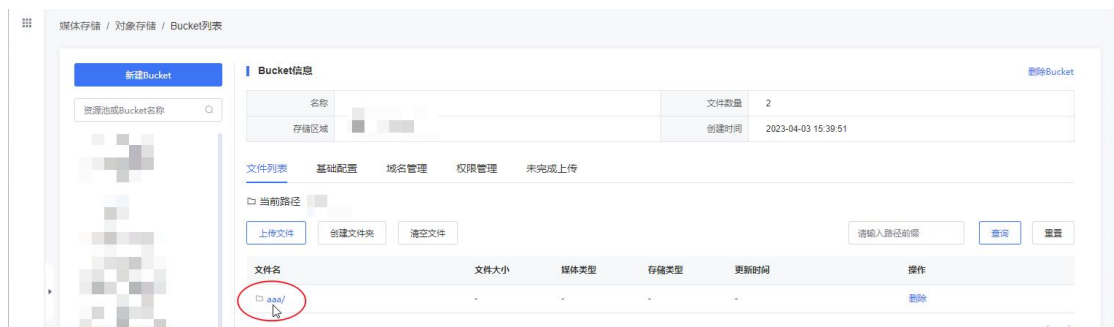 媒体存储 / 对象存储 / Bucket列表
新建Bucket
资源池或Bucket名称
Bucket信息
删除Bucket
名称
文件数量 2
存储区域
创建时间 2023-04-03 15:39:51
文件列表 基础配置 域名管理 权限管理 未完成上传
当前路径
上传文件 创建文件夹 清空文件 请输入路径前缀 查询 重置
文件名 文件大小 媒体类型 存储类型 更新时间 操作
aaa/ - - - - 删除